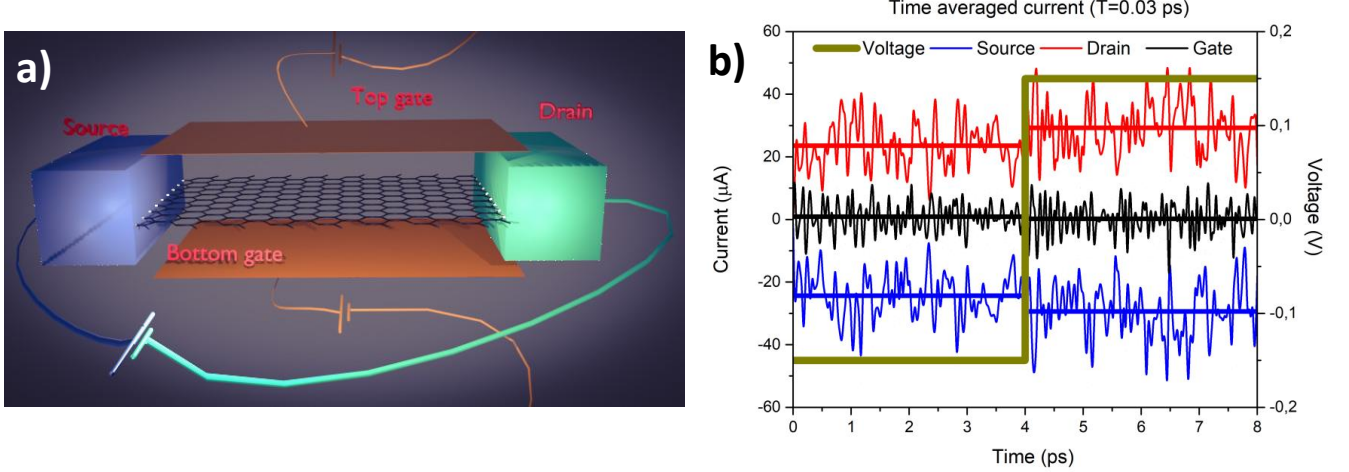 a)
Source
Top gate
Drain
Bottom gate
b)
Time averaged current (T=0.03 ps)
Voltage Source Drain Gate
60
40
20
0
-20
-40
-60
Current (μA)
0,2
0,1
0,0
-0,1
-0,2
Voltage (V)
0 1 2 3 4 5 6 7 8
Time (ps)